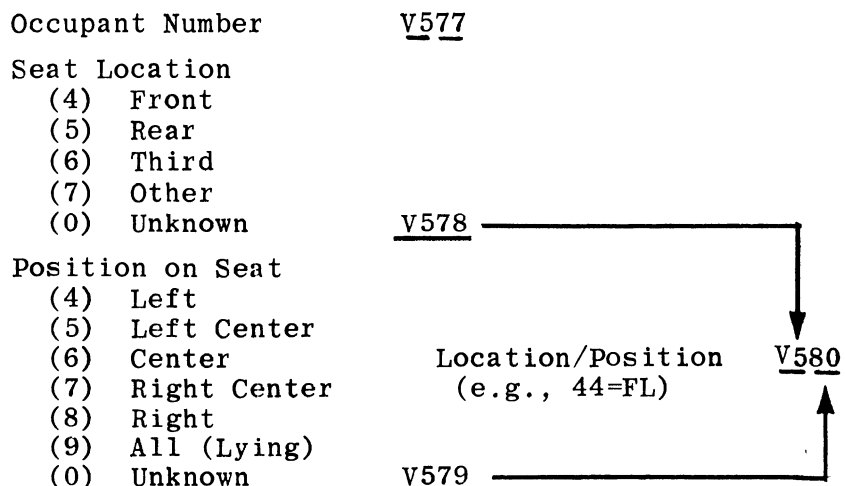 Occupant Number V577
Seat Location
(4) Front
(5) Rear
(6) Third
(7) Other
(0) Unknown V578
Position on Seat
(4) Left
(5) Left Center
(6) Center Location/Position V580
(7) Right Center (e.g., 44=FL)
(8) Right
(9) All (Lying)
(0) Unknown V579